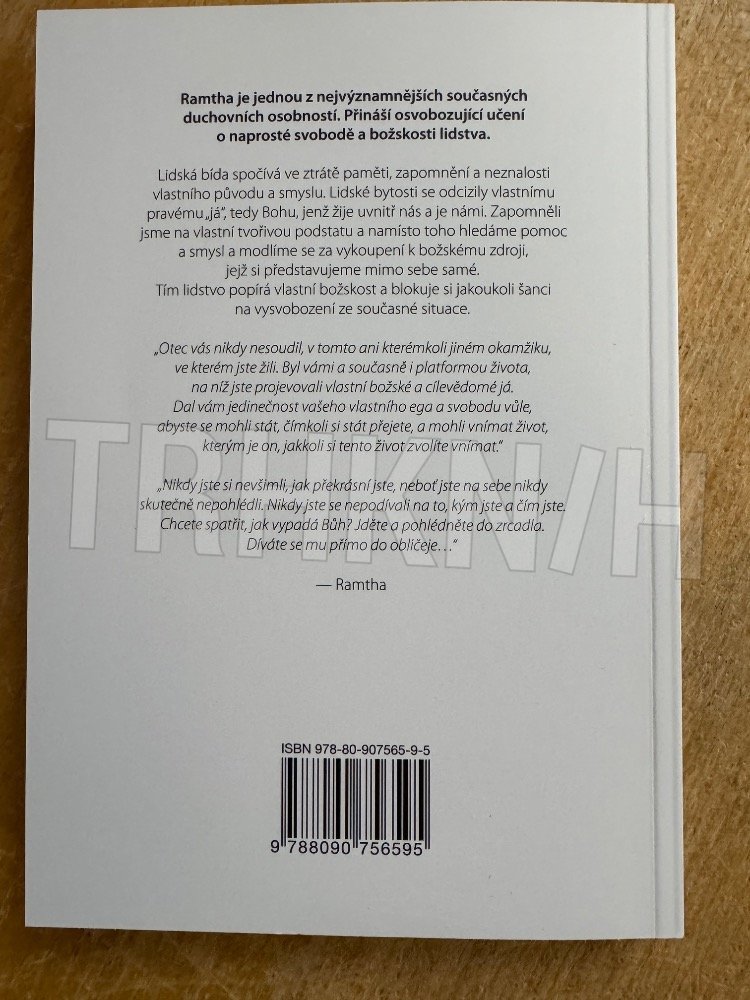 Ramtha je jednou z nejvýznamnějších současných
duchovních osobností. Přináší osvobozující učení
o naprosté svobodě a božskosti lidstva.
Lidská bída spočívá ve ztrátě paměti, zapomnění a neznalosti
vlastního původu a smyslu. Lidské bytosti se odcizily vlastnímu
pravému „já“, tedy Bohu, jenž žije uvnitř nás a je námi. Zapomněli
jsme na vlastní tvořivou podstatu a namísto toho hledáme pomoc
a smysl a modlíme se za vykoupení k božskému zdroji,
jejž si představujeme mimo sebe samé.
Tím lidstvo popírá vlastní božskost a blokuje si jakoukoli šanci
na vysvobození ze současné situace.
„Otec vás nikdy nesoudil, v tomto ani kterémkoli jiném okamžiku,
ve kterém jste žili. Byl vámi a současně i platformou života,
na níž jste projevovali vlastní božské a cílevědomé já.
Dal vám jedinečnost vašeho vlastního ega a svobodu vůle,
abyste se mohli stát, čímkoli si stát přejete, a mohli vnímat život,
kterým je on, jakkoli si tento život zvolíte vnímat.“
„Nikdy jste si nevšimli, jak překrásní jste, neboť jste na sebe nikdy
skutečně nepohlédli. Nikdy jste se nepodívali na to, kým jste a čím jste.
Chcete spatřit, jak vypadá Bůh? Jděte a pohlédněte do zrcadla.
Díváte se mu přímo do obličeje…“
— Ramtha
TRHKN/H
ISBN 978-80-907565-9-5
9 788090 756595